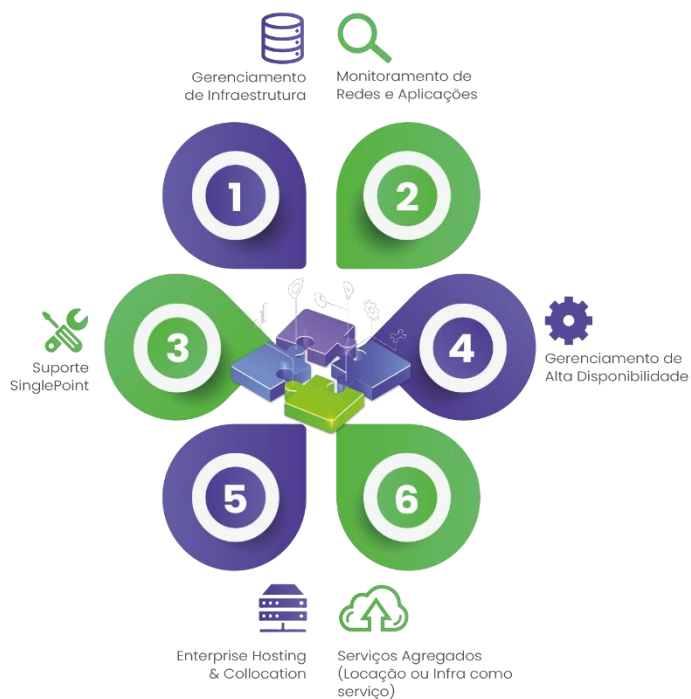 Gerenciamento
de Infraestrutura
Monitoramento de
Redes e Aplicações
1
2
3
Suporte
SinglePoint
4
Gerenciamento de
Alta Disponibilidade
5
6
Enterprise Hosting
& Collocation
Serviços Agregados
(Locação ou Infra como
serviço)